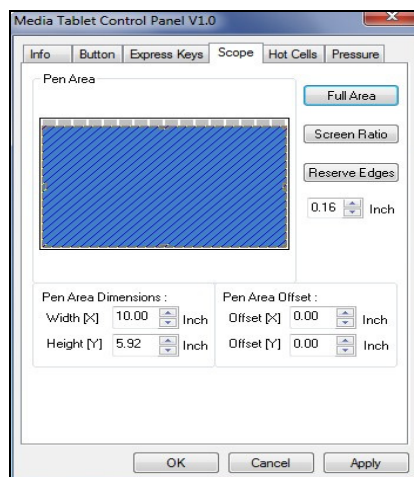 Media Tablet Control Panel V1.0
Info Button Express Keys Scope Hot Cells Pressure
Pen Area
Full Area
Screen Ratio
Reserve Edges
0.16 Inch
Pen Area Dimensions :
Width [X] 10.00 Inch
Height [Y] 5.92 Inch
Pen Area Offset :
Offset [X] 0.00 Inch
Offset [Y] 0.00 Inch
OK Cancel Apply